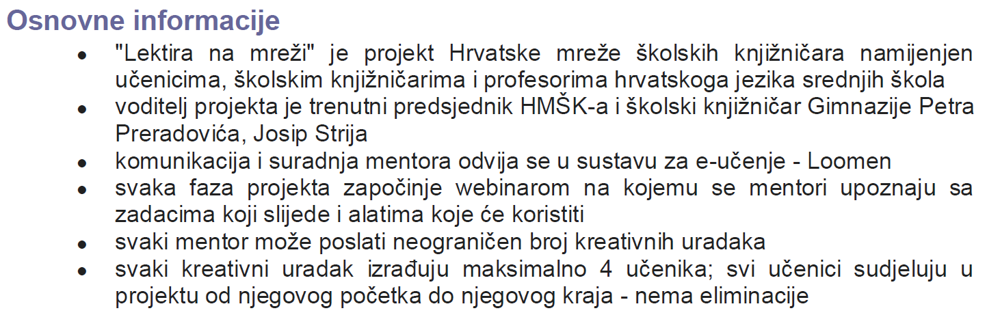 Osnovne informacije
● "Lektira na mreži" je projekt Hrvatske mreže školskih knjižničara namijenjen
učenicima, školskim knjižničarima i profesorima hrvatskoga jezika srednjih škola
● voditelj projekta je trenutni predsjednik HMŠK-a i školski knjižničar Gimnazije Petra
Preradovića, Josip Strija
● komunikacija i suradnja mentora odvija se u sustavu za e-učenje - Loomen
● svaka faza projekta započinje webinarom na kojemu se mentori upoznaju sa
zadacima koji slijede i alatima koje će koristiti
● svaki mentor može poslati neograničen broj kreativnih uradaka
● svaki kreativni uradak izrađuju maksimalno 4 učenika; svi učenici sudjeluju u
projektu od njegovog početka do njegovog kraja - nema eliminacije